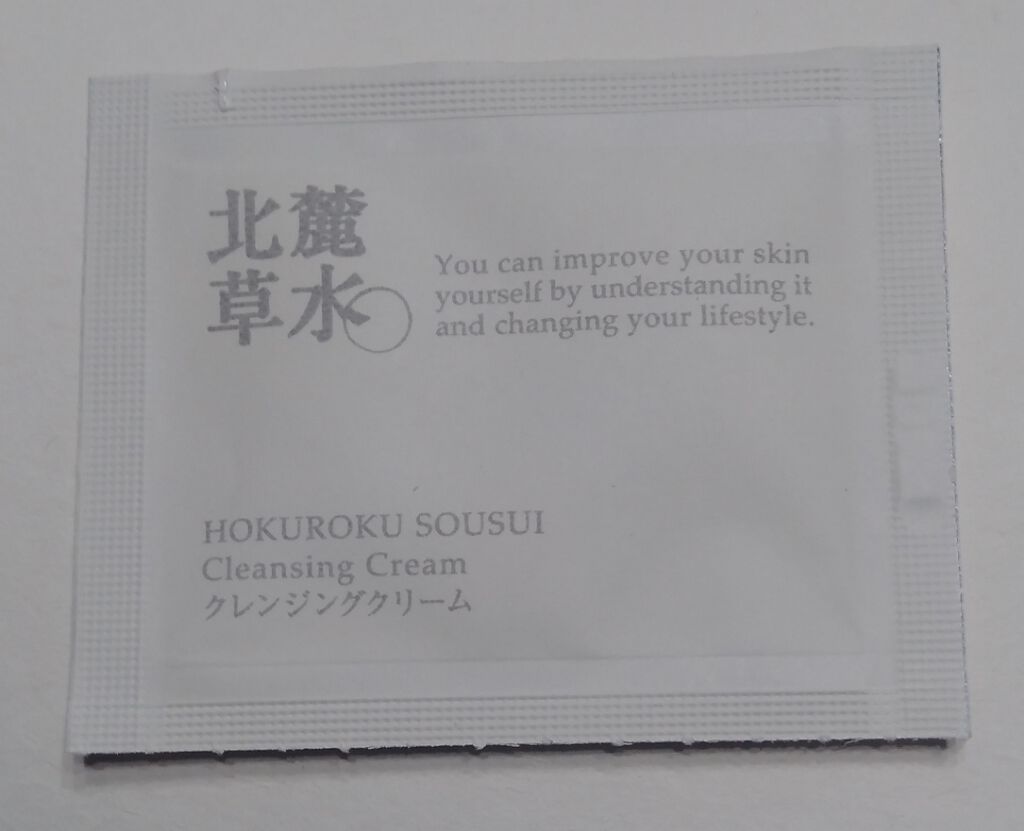 北麓
草水
You can improve your skin
yourself by understanding it
and changing your lifestyle.
HOKUROKU SOUSUI
Cleansing Cream
クレンジングクリーム